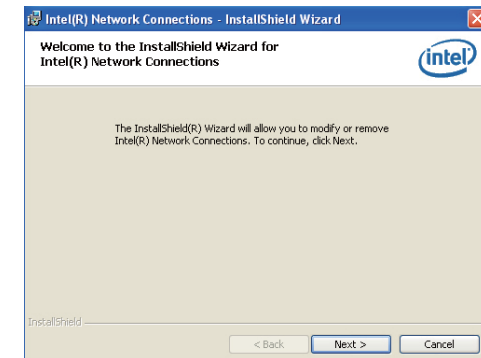 Intel(R) Network Connections - InstallShield Wizard
Welcome to the InstallShield Wizard for
Intel(R) Network Connections
intel
The InstallShield(R) Wizard will allow you to modify or remove
Intel(R) Network Connections. To continue, click Next.
InstallShield
< Back Next > Cancel